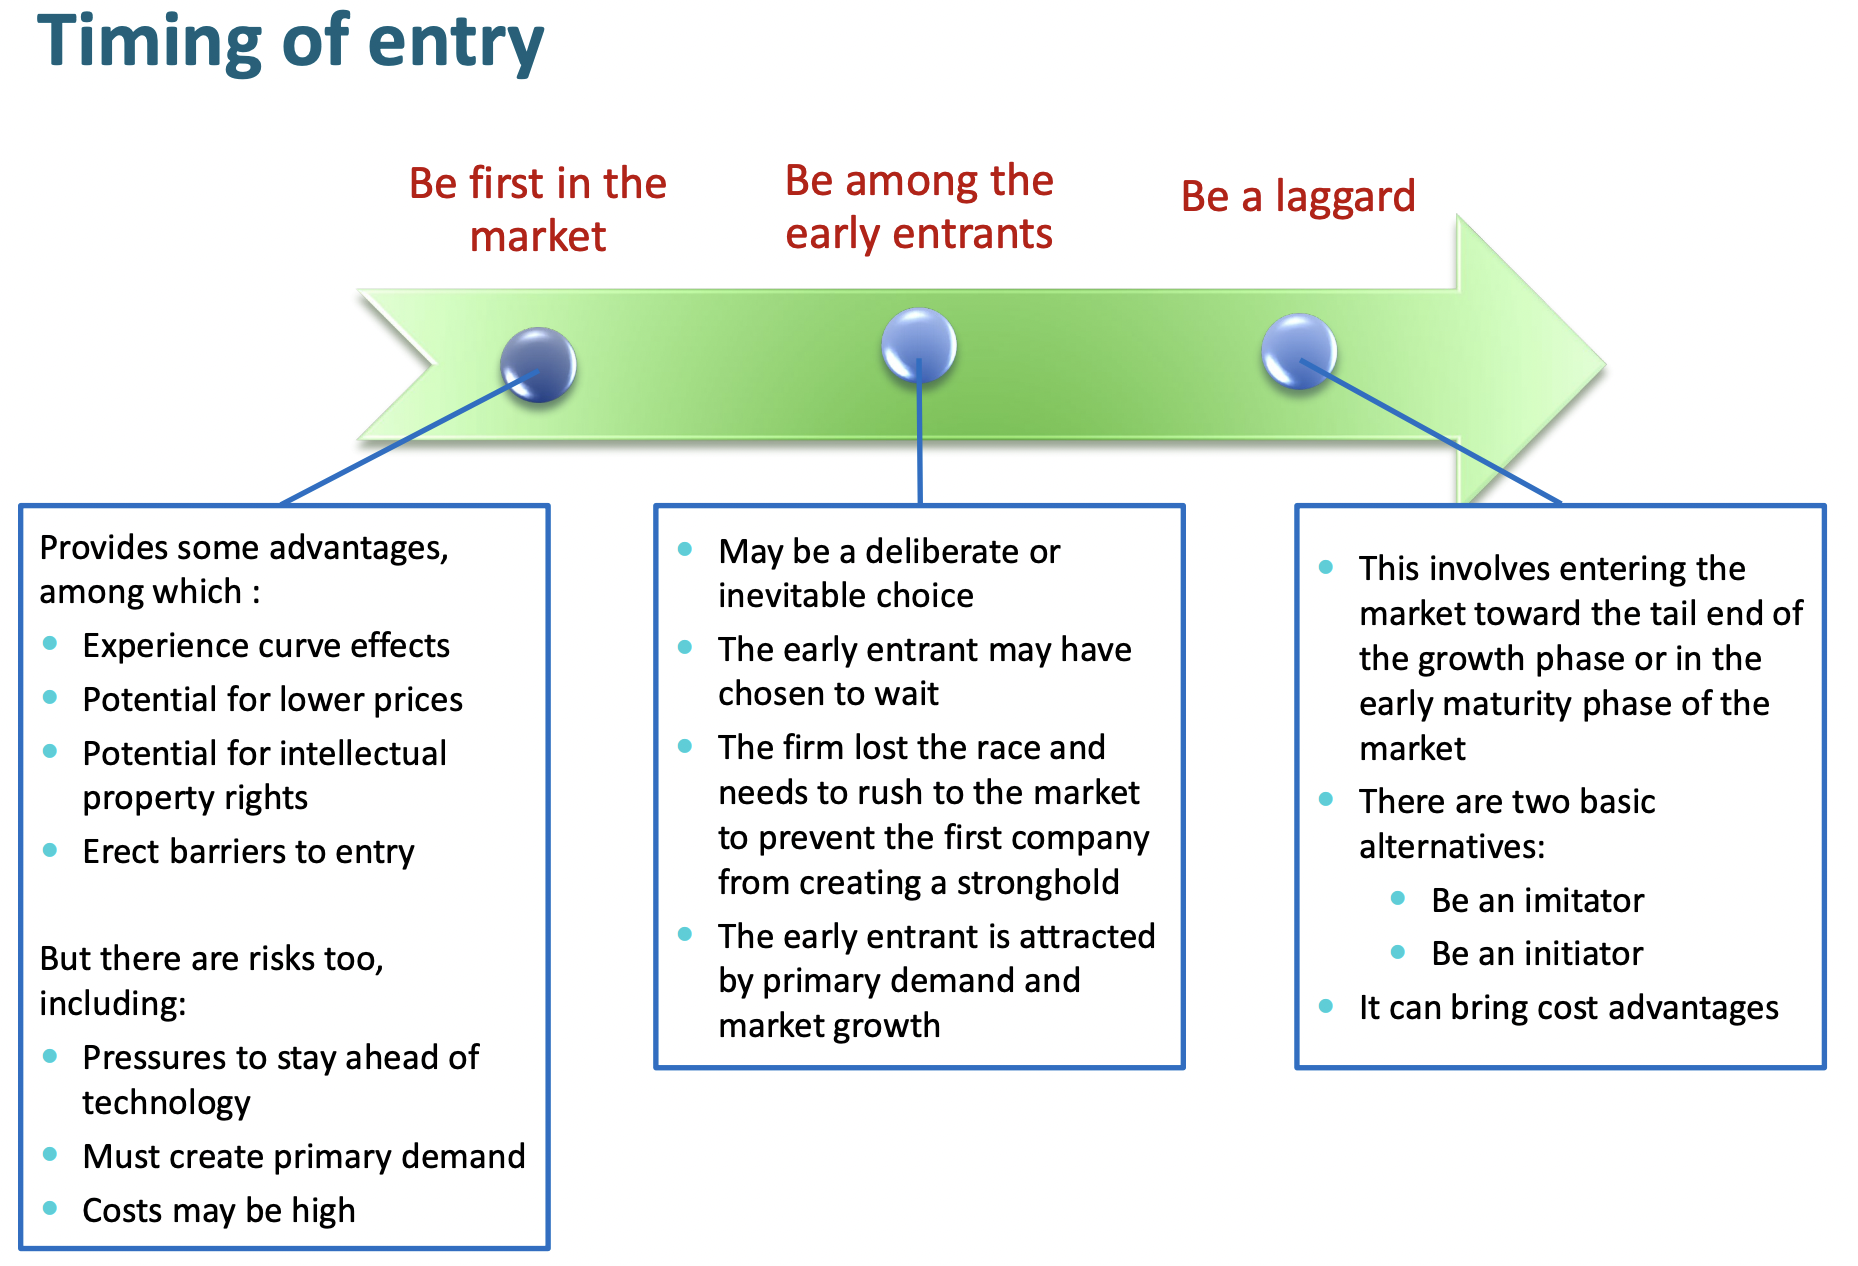 Timing of entry
Be first in the
market
Be among the
early entrants
Be a laggard
Provides some advantages,
among which :
• Experience curve effects
• Potential for lower prices
• Potential for intellectual
property rights
• Erect barriers to entry
But there are risks too,
including:
• Pressures to stay ahead of
technology
• Must create primary demand
• Costs may be high
• May be a deliberate or
inevitable choice
• The early entrant may have
chosen to wait
• The firm lost the race and
needs to rush to the market
to prevent the first company
from creating a stronghold
• The early entrant is attracted
by primary demand and
market growth
• This involves entering the
market toward the tail end of
the growth phase or in the
early maturity phase of the
market
• There are two basic
alternatives:
• Be an imitator
• Be an initiator
• It can bring cost advantages